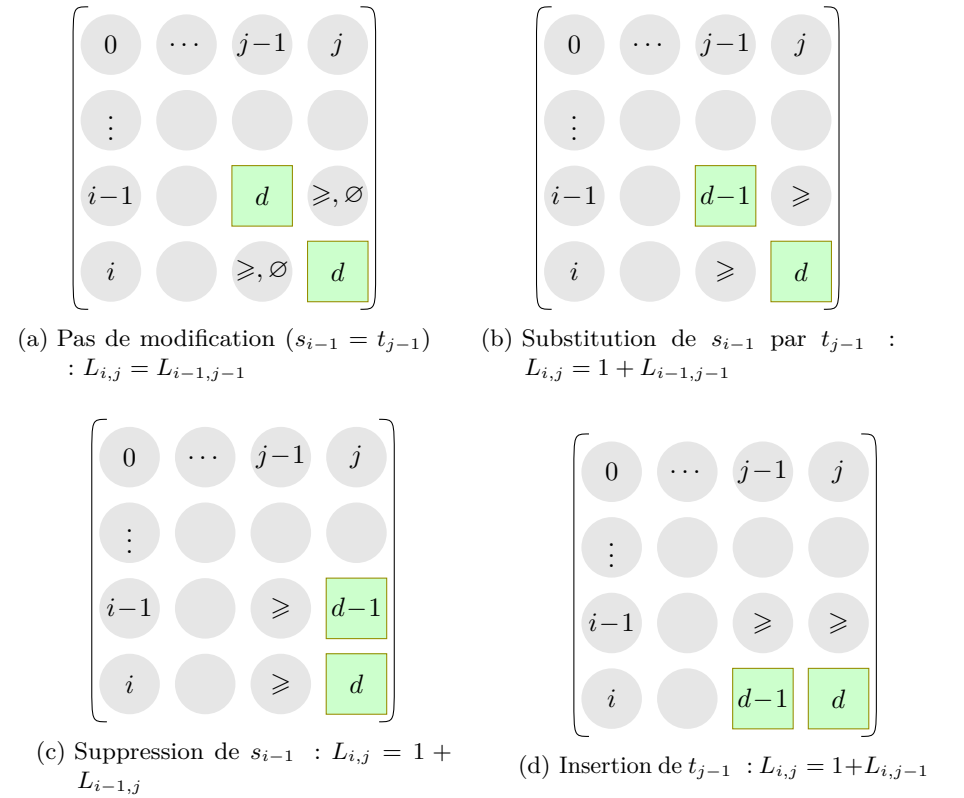 0 ⋯ j−1 j
⋮
i−1 d ⩾,∅
i ⩾,∅ d
(a) Pas de modification (s_{i−1} = t_{j−1})
: L_{i,j} = L_{i−1,j−1}
0 ⋯ j−1 j
⋮
i−1 d−1 ⩾
i ⩾ d
(b) Substitution de s_{i−1} par t_{j−1} :
L_{i,j} = 1 + L_{i−1,j−1}
0 ⋯ j−1 j
⋮
i−1 ⩾ d−1
i ⩾ d
(c) Suppression de s_{i−1} : L_{i,j} = 1 +
L_{i−1,j}
0 ⋯ j−1 j
⋮
i−1 ⩾ ⩾
i d−1 d
(d) Insertion de t_{j−1} : L_{i,j} = 1+L_{i,j−1}